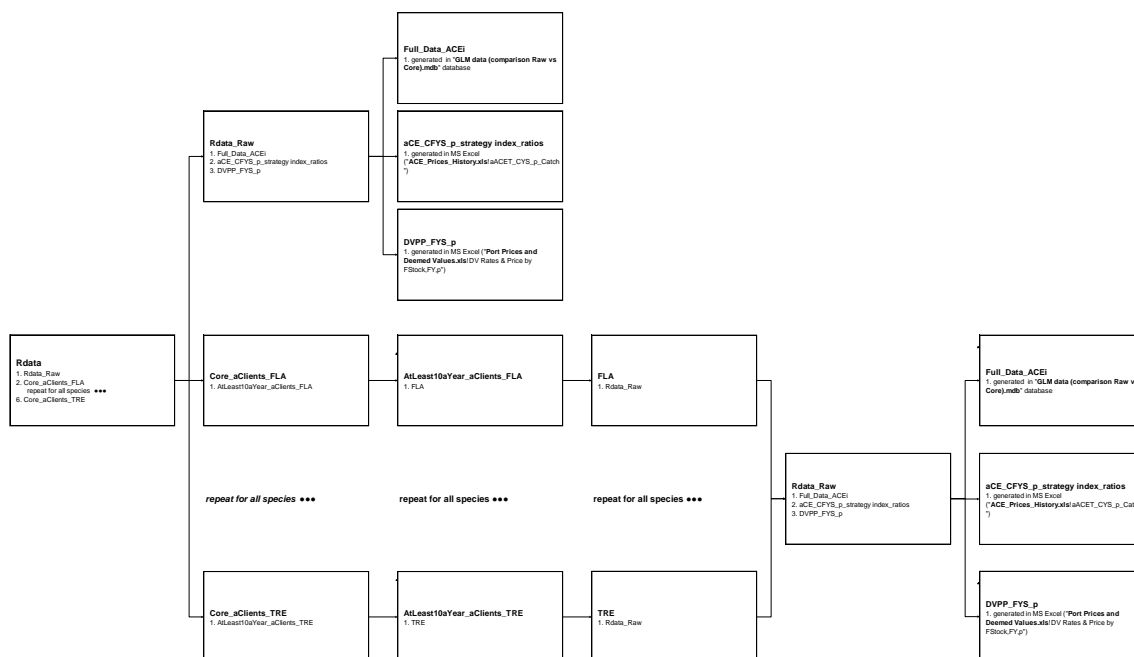 Full_Data_ACEi
1. generated in "GLM data (comparison Raw vs
Core).mdb" database
Rdata_Raw
1. Full_Data_ACEi
2. aCE_CFYS_p_strategy index_ratios
3. DVPP_FYS_p
aCE_CFYS_p_strategy index_ratios
1. generated in MS Excel
("ACE_Prices_History.xls!aACET_CYS_p_Catch
")
DVPP_FYS_p
1. generated in MS Excel ("Port Prices and
Deemed Values.xls!DV Rates & Price by
FStock,FY,p")
Rdata
1. Rdata_Raw
2. Core_aClients_FLA
repeat for all species •••
6. Core_aClients_TRE
Core_aClients_FLA
1. AtLeast10aYear_aClients_FLA
AtLeast10aYear_aClients_FLA
1. FLA
FLA
1. Rdata_Raw
Full_Data_ACEi
1. generated in "GLM data (comparison Raw v
Core).mdb" database
repeat for all species •••
repeat for all species •••
repeat for all species •••
Rdata_Raw
1. Full_Data_ACEi
2. aCE_CFYS_p_strategy index_ratios
3. DVPP_FYS_p
aCE_CFYS_p_strategy index_ratios
1. generated in MS Excel
("ACE_Prices_History.xls!aACET_CYS_p_Cat
")
Core_aClients_TRE
1. AtLeast10aYear_aClients_TRE
AtLeast10aYear_aClients_TRE
1. TRE
TRE
1. Rdata_Raw
DVPP_FYS_p
1. generated in MS Excel ("Port Prices and
Deemed Values.xls!DV Rates & Price by
FStock,FY,p")